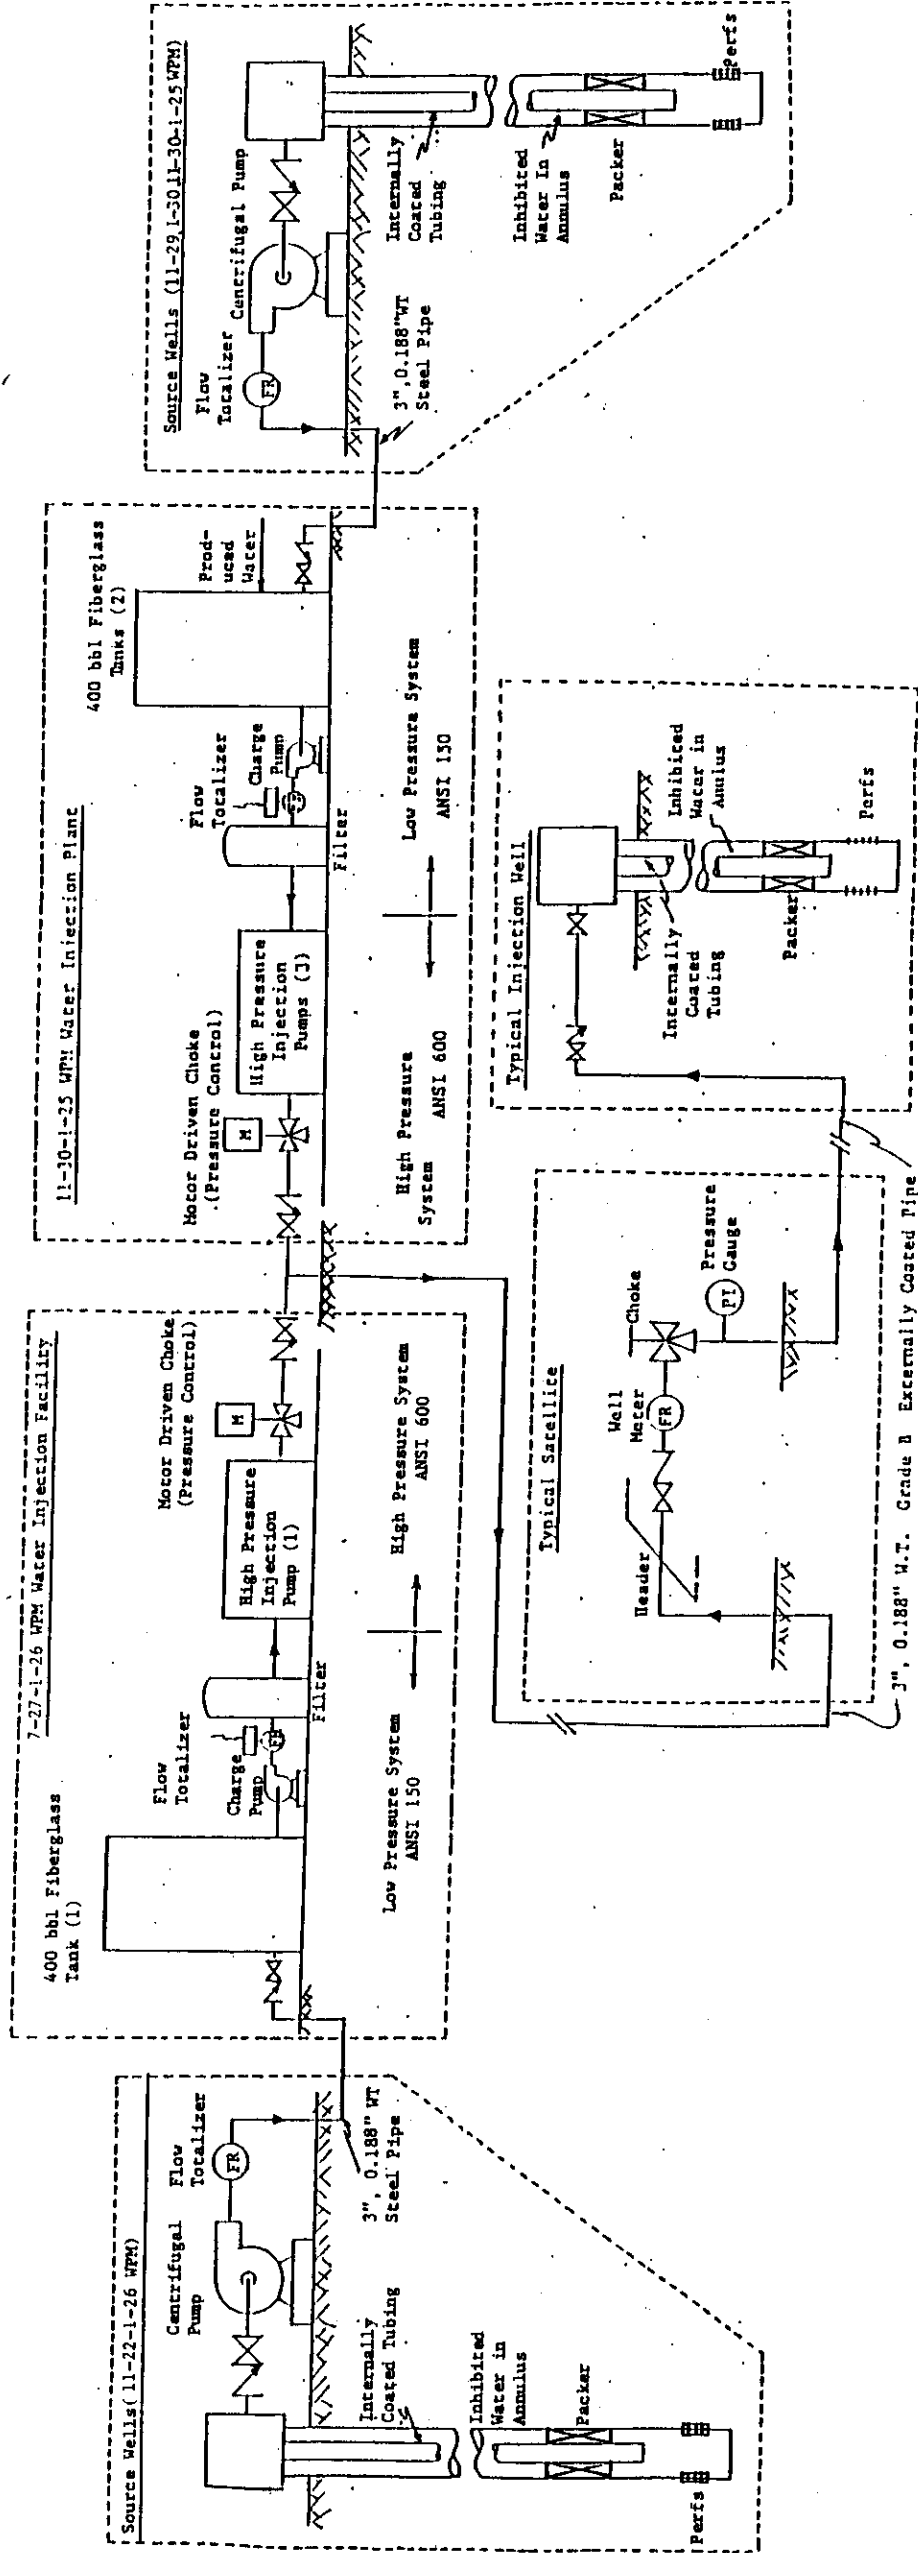 Source Wells( 11-22-1-26 WPM)
Centrifugal
Pump
Flow
Totalizer
FR
3", 0.188" WT
Steel Pipe
Internally
Coated Tubing
Inhibited
Water in
Annulus
Packer
Perfs
7-27-1-26 WPM Water Injection Facility
400 bbl Fiberglass
Tank (1)
Flow
Totalizer
Charge
Pump
FR
Filter
High Pressure
Injection
Pump (1)
Motor Driven Choke
(Pressure Control)
M
Low Pressure System
ANSI 150
High Pressure System
ANSI 600
11-30-1-25 WPM Water Injection Plant
Motor Driven Choke
(Pressure Control)
M
High Pressure
Injection
Pumps (3)
Flow
Totalizer
Charge
Pump
Filter
400 bbl Fiberglass
Tanks (2)
Prod-
uced
Water
High Pressure
System ANSI 600
Low Pressure System
ANSI 150
Source Wells (11-29,1-30,11-30-1-25 WPM)
Flow
Totalizer
Centrifugal Pump
FR
3", 0.188"WT
Steel Pipe
Internally
Coated
Tubing
Inhibited
Water In
Annulus
Packer
Perfs
Typical Satellite
Header
Well
Meter
FR
Choke
PI
Pressure
Gauge
3", 0.188" W.T. Grade B Externally Coated Pipe
Typical Injection Well
Internally
Coated
Tubing
Inhibited
Water in
Anulus
Packer
Perfs